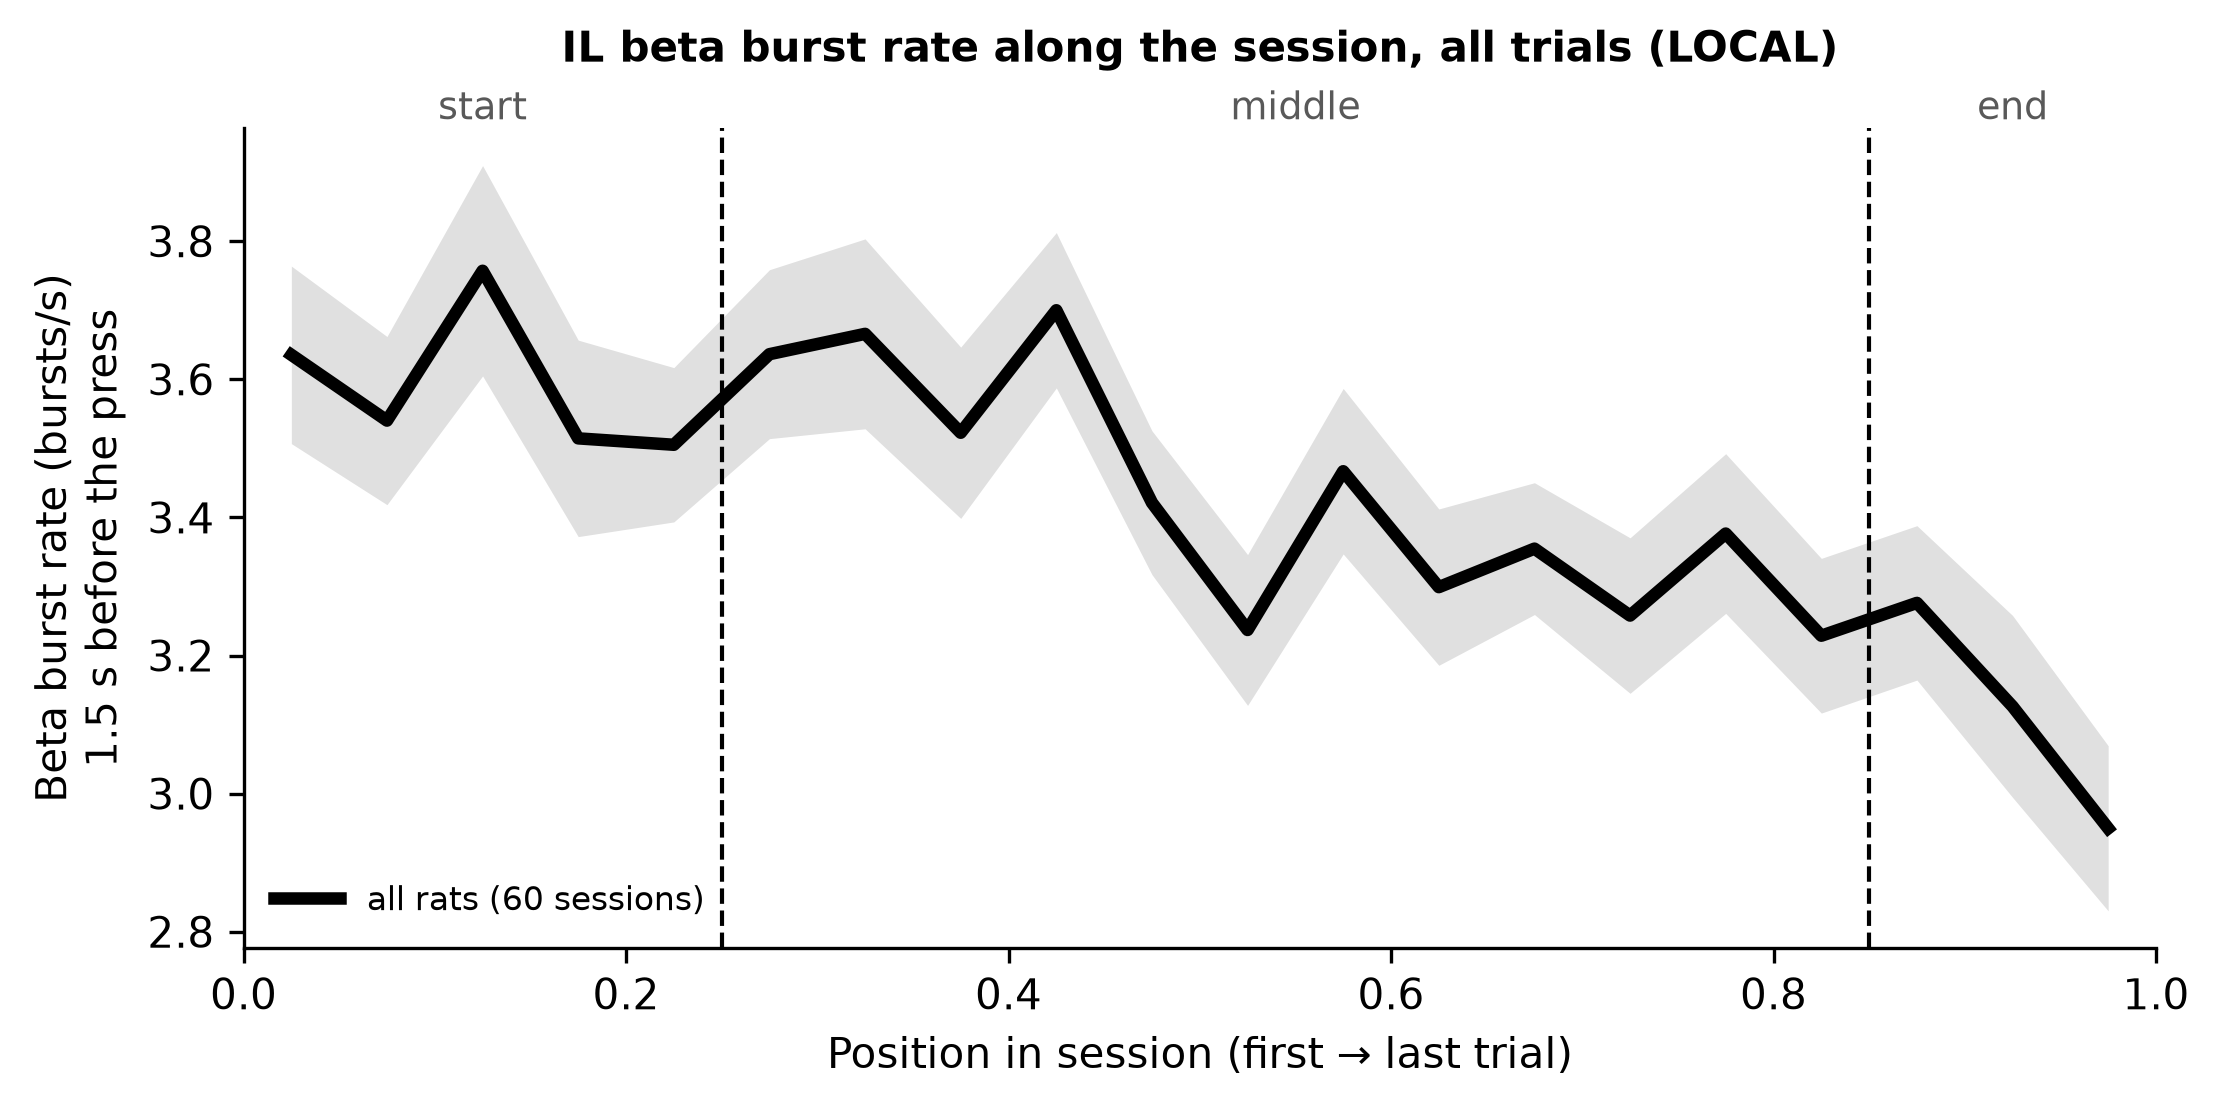 IL beta burst rate along the session, all trials (LOCAL)
start
middle
end
Beta burst rate (bursts/s)
1.5 s before the press
3.8
3.6
3.4
3.2
3.0
2.8
all rats (60 sessions)
0.0
0.2
0.4
0.6
0.8
1.0
Position in session (first → last trial)